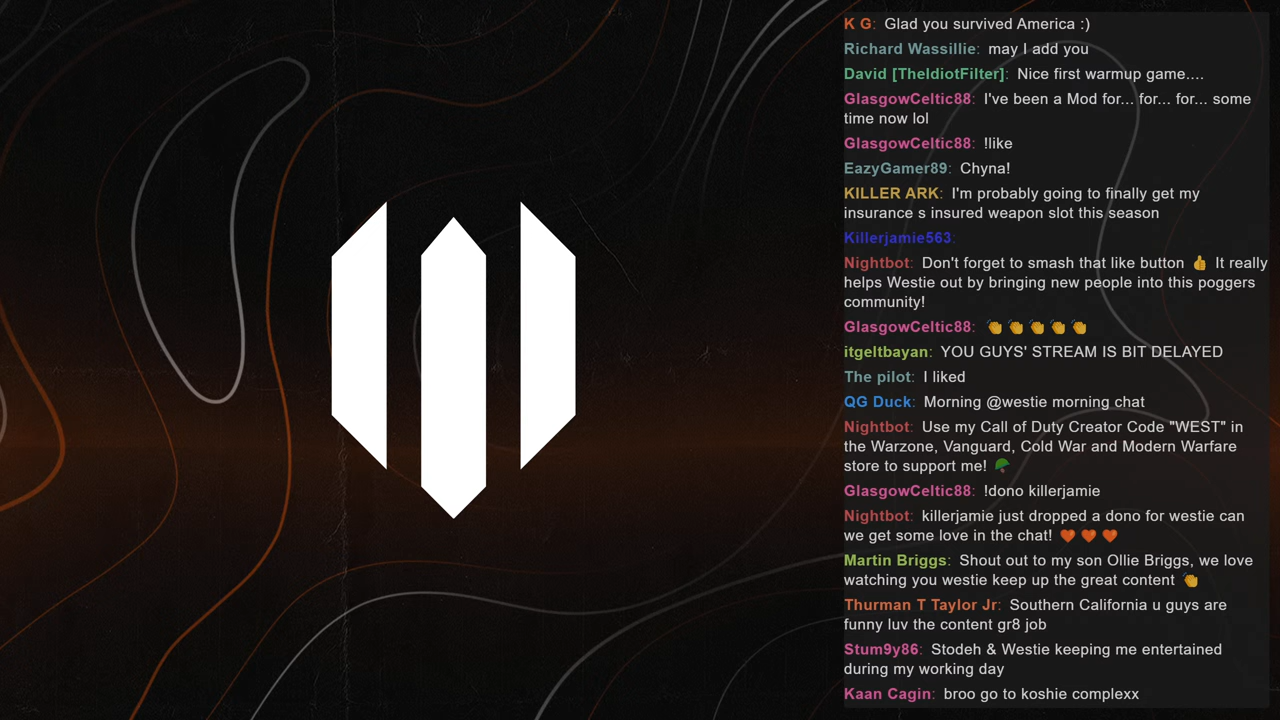 K G: Glad you survived America :)
Richard Wassillie: may I add you
David [TheIdiotFilter]: Nice first warmup game....
GlasgowCeltic88: I've been a Mod for... for... for... some
time now lol
GlasgowCeltic88: !like
EazyGamer89: Chyna!
KILLER ARK: I'm probably going to finally get my
insurance s insured weapon slot this season
Killerjamie563:
Nightbot: Don't forget to smash that like button 👍 It really
helps Westie out by bringing new people into this poggers
community!
GlasgowCeltic88: 👏 👏 👏 👏 👏
itgeltbayan: YOU GUYS' STREAM IS BIT DELAYED
The pilot: I liked
QG Duck: Morning @westie morning chat
Nightbot: Use my Call of Duty Creator Code "WEST" in
the Warzone, Vanguard, Cold War and Modern Warfare
store to support me! 🪂
GlasgowCeltic88: !dono killerjamie
Nightbot: killerjamie just dropped a dono for westie can
we get some love in the chat! 🧡 🧡 🧡
Martin Briggs: Shout out to my son Ollie Briggs, we love
watching you westie keep up the great content 👏
Thurman T Taylor Jr: Southern California u guys are
funny luv the content gr8 job
Stum9y86: Stodeh & Westie keeping me entertained
during my working day
Kaan Cagin: broo go to koshie complexx